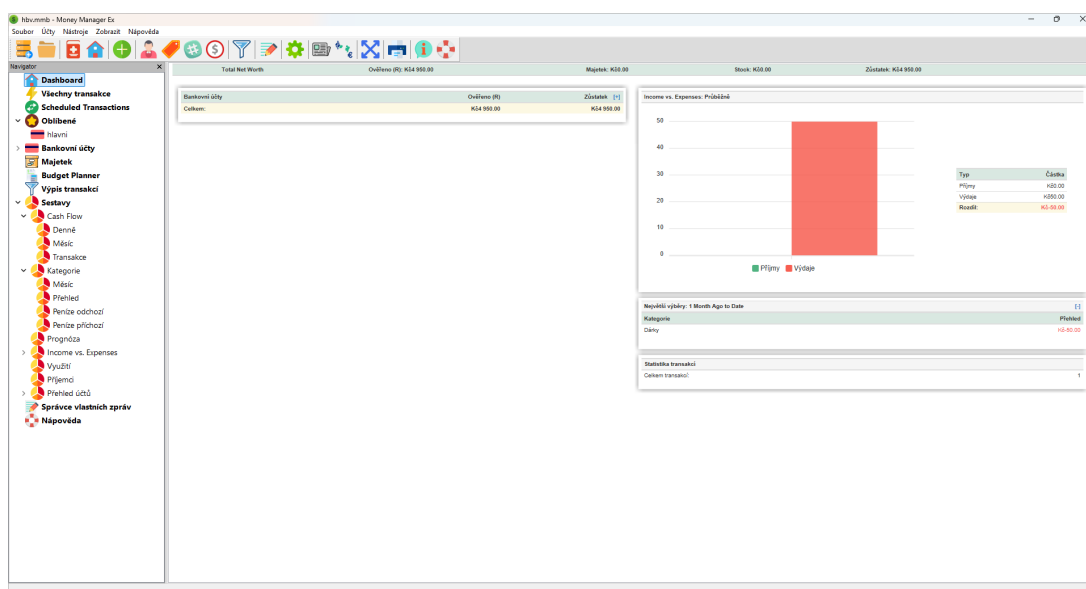 hbv.mmb - Money Manager Ex
Soubor Účty Nástroje Zobrazit Nápověda
Navigator
Dashboard
Všechny transakce
Scheduled Transactions
Oblíbené
hlavni
Bankovní účty
Majetek
Budget Planner
Výpis transakcí
Sestavy
Cash Flow
Denně
Měsíc
Transakce
Kategorie
Měsíc
Přehled
Peníze odchozí
Peníze příchozí
Prognóza
Income vs. Expenses
Využití
Příjemci
Přehled účtů
Správce vlastních zpráv
Nápověda
Total Net Worth Ověřeno (R): Kč4 950.00 Majetek: Kč0.00 Stock: Kč0.00 Zůstatek: Kč4 950.00
Bankovní účty Ověřeno (R) Zůstatek [+]
Celkem: Kč4 950.00 Kč4 950.00
Income vs. Expenses: Průběžně
50
40
30
20
10
0
Příjmy Výdaje
Typ Částka
Příjmy Kč0.00
Výdaje Kč50.00
Rozdíl: Kč-50.00
Největší výběry: 1 Month Ago to Date [-]
Kategorie Přehled
Dárky Kč-50.00
Statistika transakcí
Celkem transakcí: 1